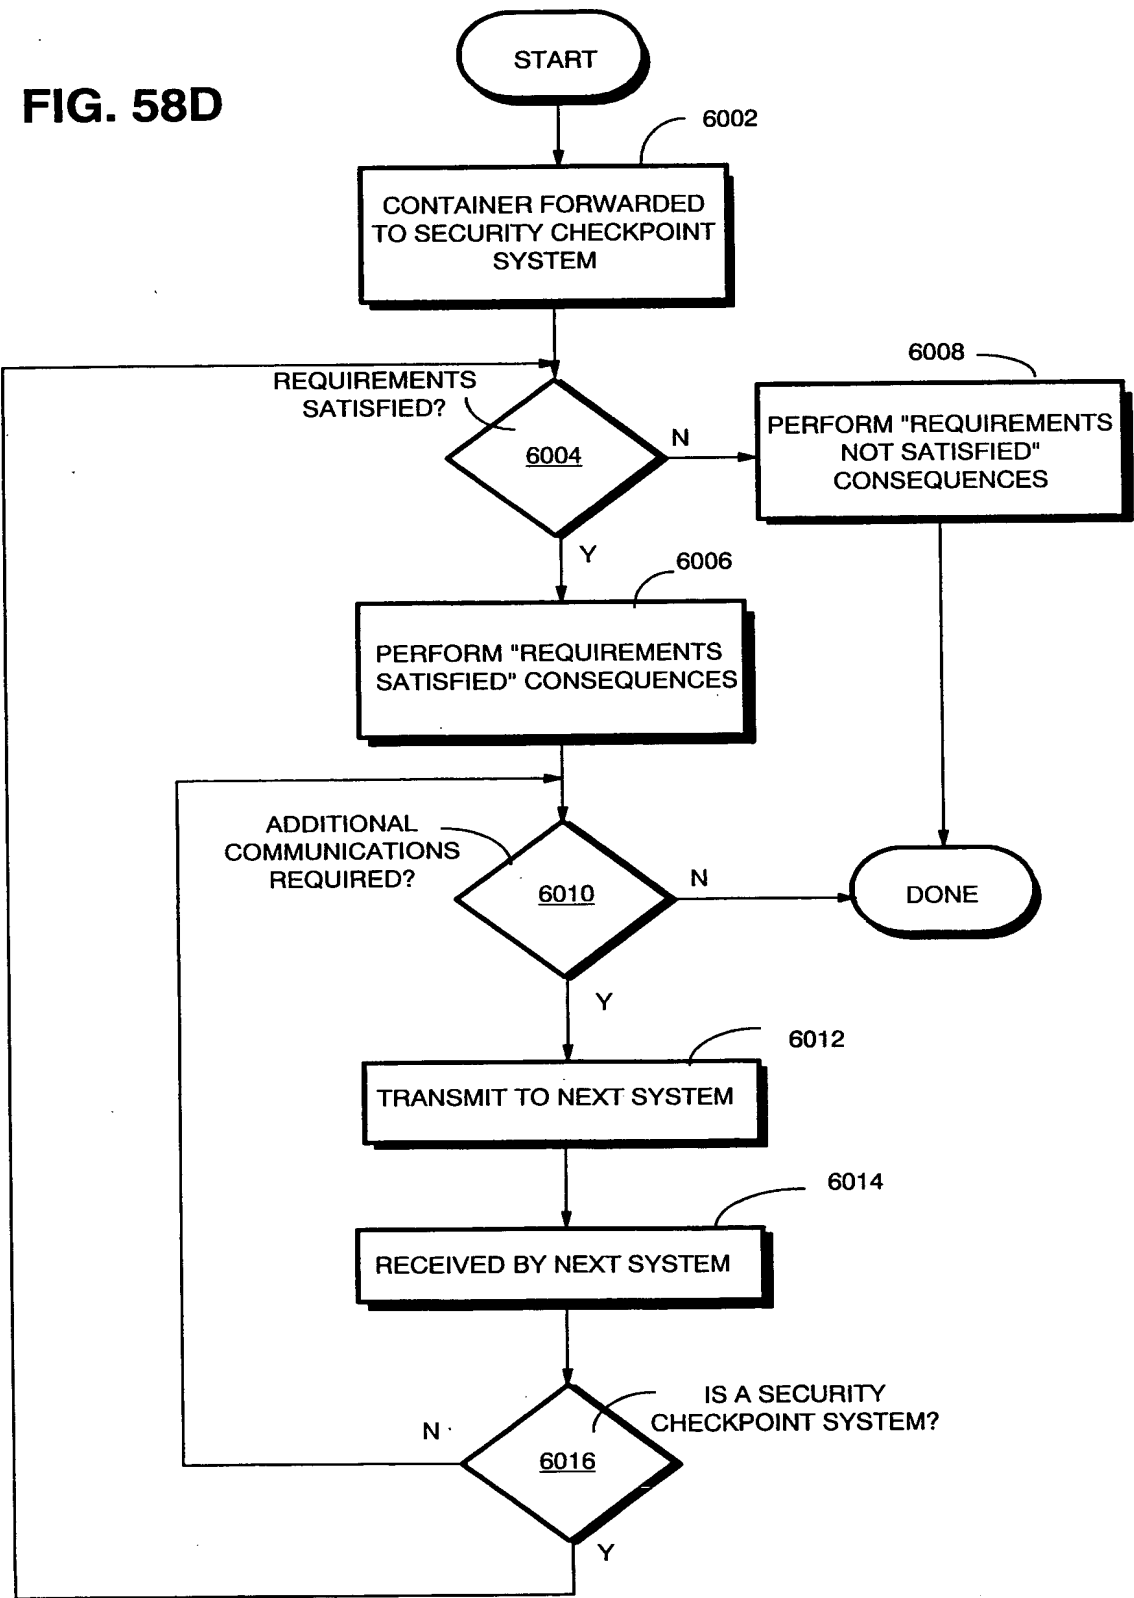 START
FIG. 58D
6002
CONTAINER FORWARDED
TO SECURITY CHECKPOINT
SYSTEM
6008
REQUIREMENTS
SATISFIED?
6004
N
PERFORM "REQUIREMENTS
NOT SATISFIED"
CONSEQUENCES
Y
6006
PERFORM "REQUIREMENTS
SATISFIED" CONSEQUENCES
ADDITIONAL
COMMUNICATIONS
REQUIRED?
6010
N
DONE
Y
6012
TRANSMIT TO NEXT SYSTEM
6014
RECEIVED BY NEXT SYSTEM
IS A SECURITY
CHECKPOINT SYSTEM?
N
6016
Y